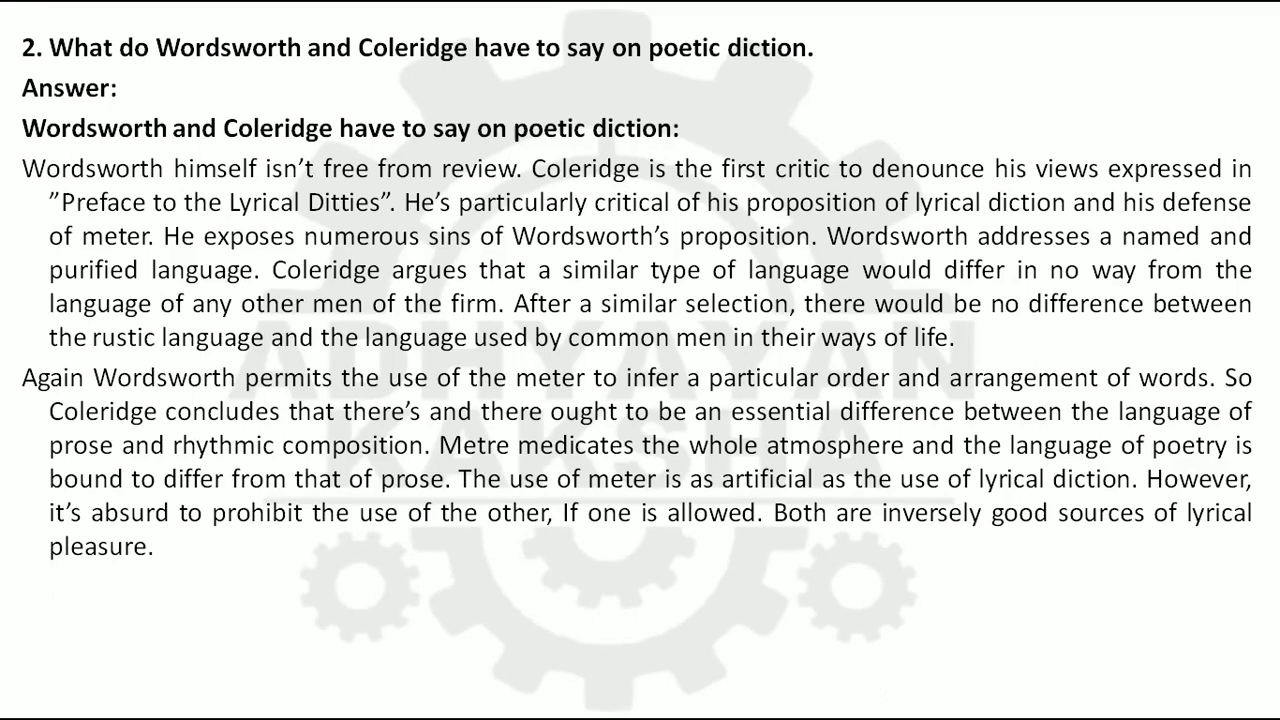 2. What do Wordsworth and Coleridge have to say on poetic diction.
Answer:
Wordsworth and Coleridge have to say on poetic diction:
Wordsworth himself isn’t free from review. Coleridge is the first critic to denounce his views expressed in
”Preface to the Lyrical Ditties”. He’s particularly critical of his proposition of lyrical diction and his defense
of meter. He exposes numerous sins of Wordsworth’s proposition. Wordsworth addresses a named and
purified language. Coleridge argues that a similar type of language would differ in no way from the
language of any other men of the firm. After a similar selection, there would be no difference between
the rustic language and the language used by common men in their ways of life.
Again Wordsworth permits the use of the meter to infer a particular order and arrangement of words. So
Coleridge concludes that there’s and there ought to be an essential difference between the language of
prose and rhythmic composition. Metre medicates the whole atmosphere and the language of poetry is
bound to differ from that of prose. The use of meter is as artificial as the use of lyrical diction. However,
it’s absurd to prohibit the use of the other, If one is allowed. Both are inversely good sources of lyrical
pleasure.
ADHYAYAN
KAKSHA